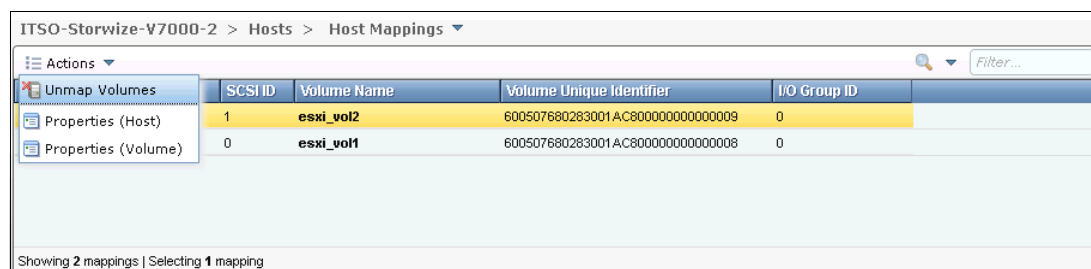 ITSO-Storwize-V7000-2 > Hosts > Host Mappings
Actions
Filter...
Unmap Volumes
SCSI ID Volume Name Volume Unique Identifier I/O Group ID
Properties (Host)
1 esxi_vol2 600507680283001AC800000000000009 0
Properties (Volume)
0 esxi_vol1 600507680283001AC800000000000008 0
Showing 2 mappings | Selecting 1 mapping